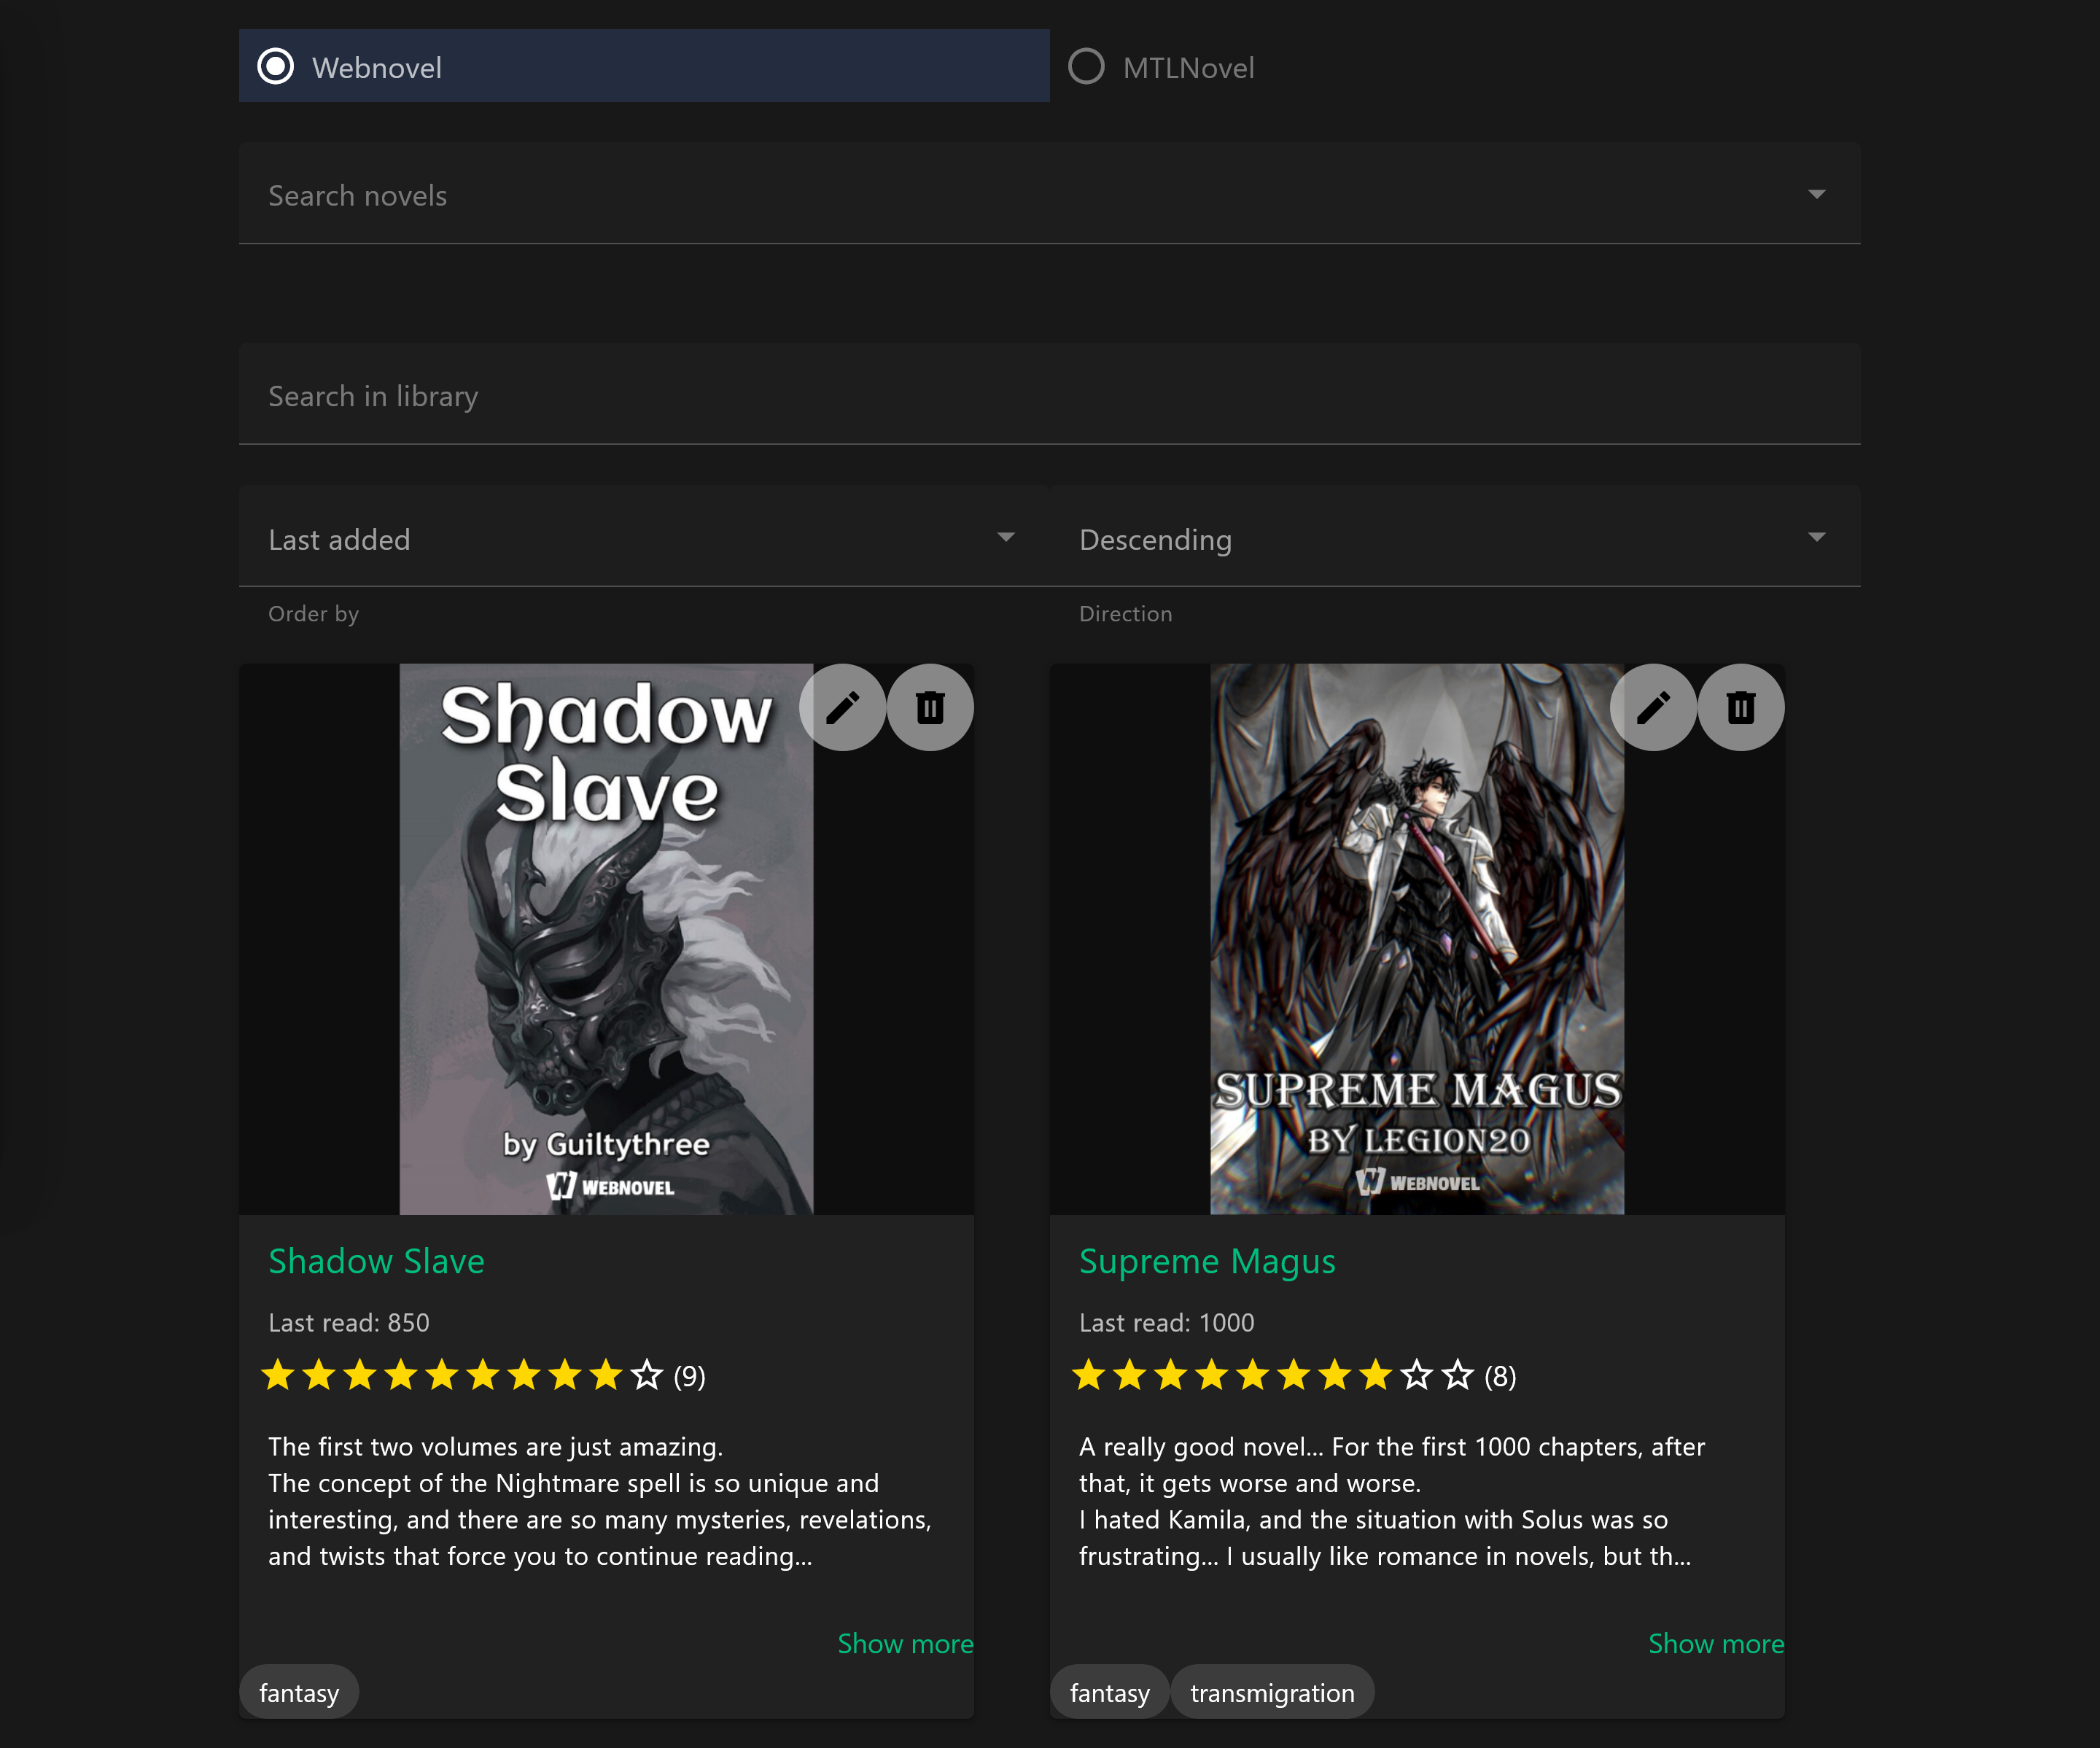 Webnovel
MTLNovel
Search novels
Search in library
Last added
Descending
Order by
Direction
Shadow
Slave
by Guiltythree
WEBNOVEL
Shadow Slave
Last read: 850
(9)
The first two volumes are just amazing.
The concept of the Nightmare spell is so unique and
interesting, and there are so many mysteries, revelations,
and twists that force you to continue reading...
Show more
fantasy
SUPREME MAGUS
BY LEGION20
WEBNOVEL
Supreme Magus
Last read: 1000
(8)
A really good novel... For the first 1000 chapters, after
that, it gets worse and worse.
I hated Kamila, and the situation with Solus was so
frustrating... I usually like romance in novels, but th...
Show more
fantasy
transmigration